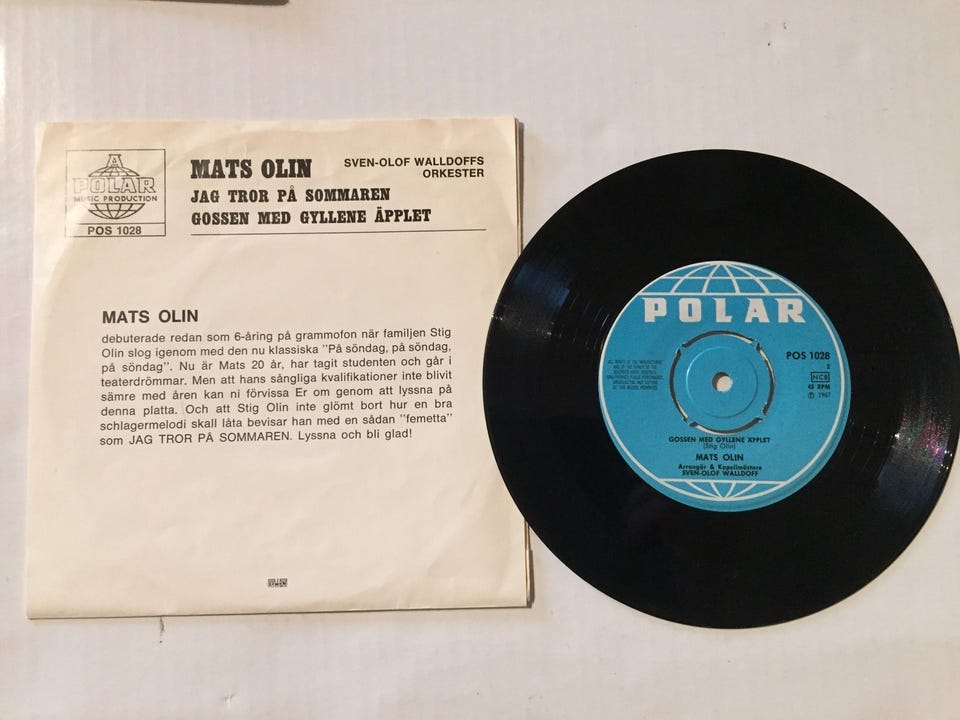 A
POLAR
MUSIC PRODUCTION
POS 1028
MATS OLIN
SVEN-OLOF WALLDOFFS
ORKESTER
JAG TROR PÅ SOMMAREN
GOSSEN MED GYLLENE ÄPPLET
MATS OLIN
debuterade redan som 6-åring på grammofon när familjen Stig
Olin slog igenom med den nu klassiska "På söndag, på söndag,
på söndag". Nu är Mats 20 år, har tagit studenten och går i
teaterdrömmar. Men att hans sångliga kvalifikationer inte blivit
sämre med åren kan ni förvissa Er om genom att lyssna på
denna platta. Och att Stig Olin inte glömt bort hur en bra
schlagermelodi skall låta bevisar han med en sådan "femetta"
som JAG TROR PÅ SOMMAREN. Lyssna och bli glad!
POLAR
POS 1028
2
NCB
45 RPM
Ⓟ 1967
GOSSEN MED GYLLENE ÄPPLET
(Stig Olin)
MATS OLIN
Arrangör & Kapellmästare
SVEN-OLOF WALLDOFF